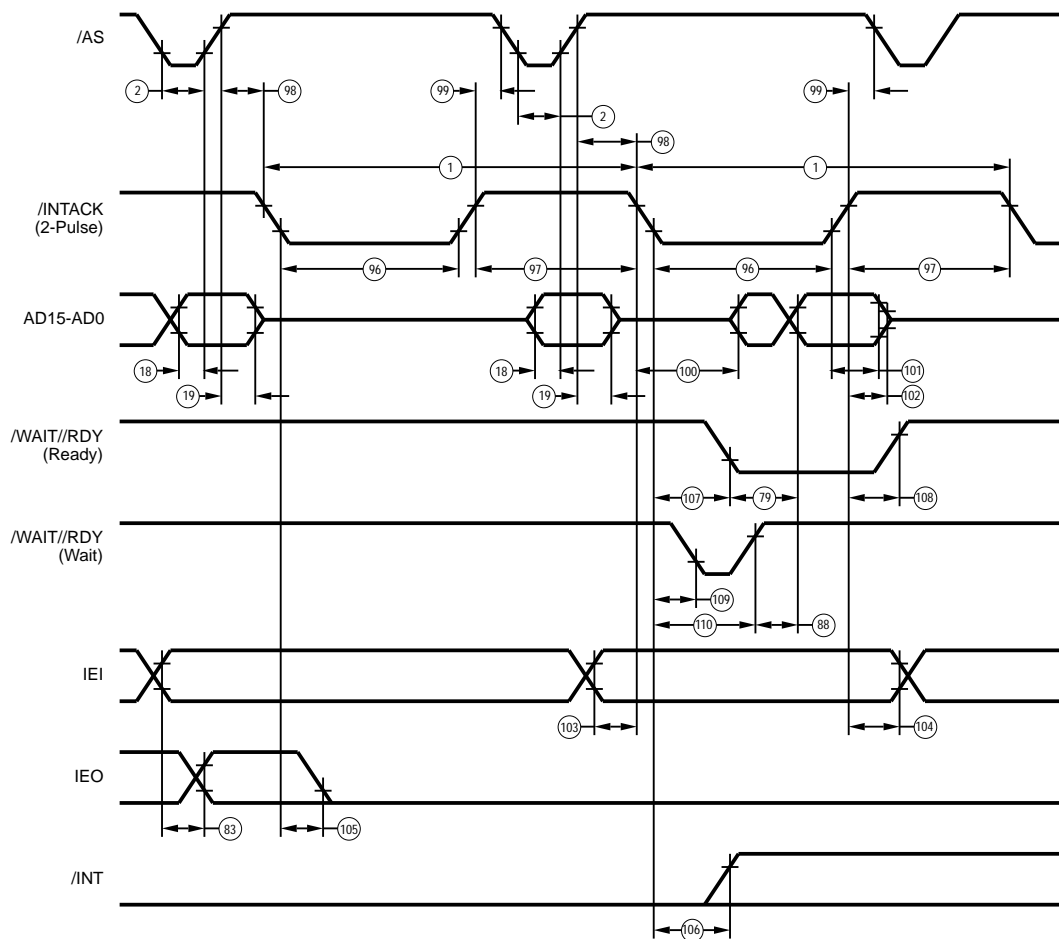 /AS
2
98
99
2
98
99
1
1
/INTACK
(2-Pulse)
96
97
96
97
AD15-AD0
18
19
18
19
100
101
102
/WAIT//RDY
(Ready)
107
79
108
/WAIT//RDY
(Wait)
109
110
88
IEI
103
104
IEO
83
105
/INT
106